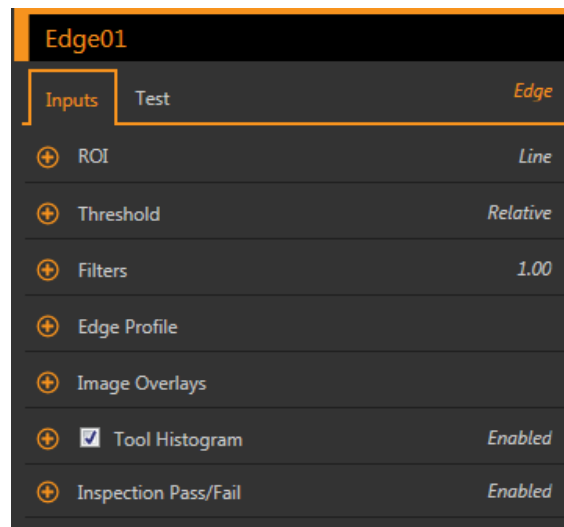 Edge01
Inputs Test Edge
ROI Line
Threshold Relative
Filters 1.00
Edge Profile
Image Overlays
Tool Histogram Enabled
Inspection Pass/Fail Enabled